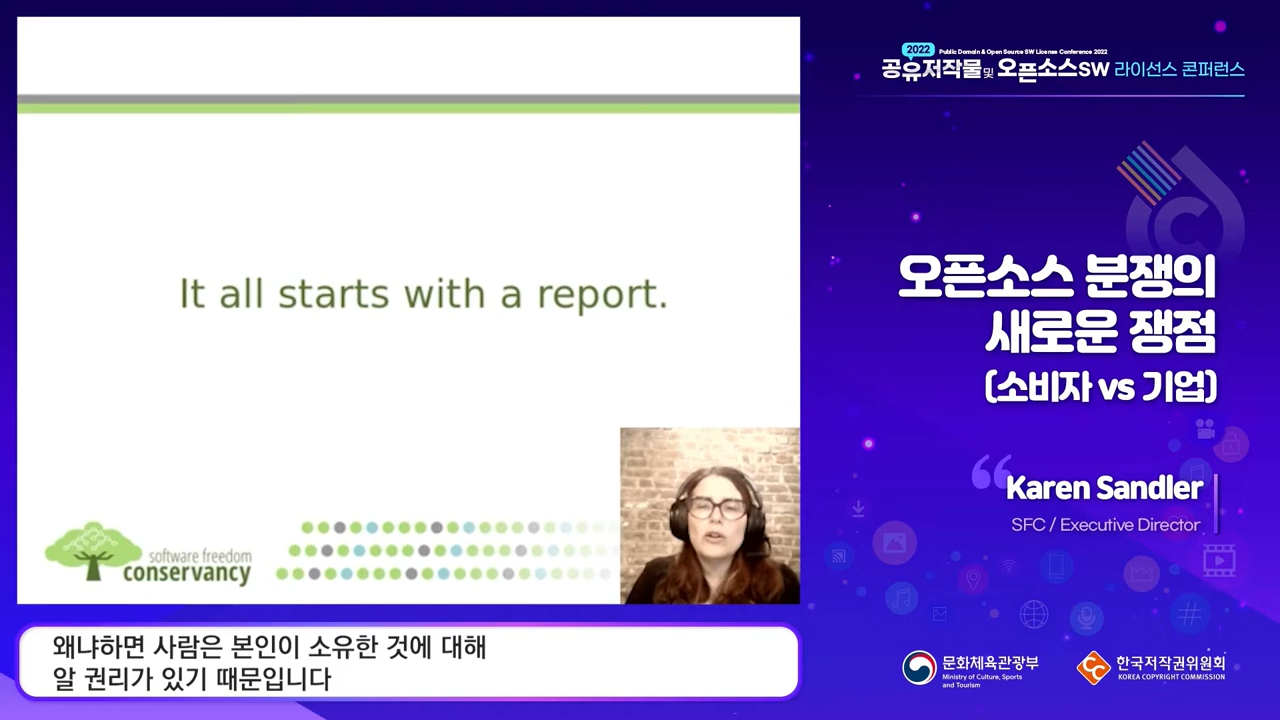 It all starts with a report.
software freedom
conservancy
왜냐하면 사람은 본인이 소유한 것에 대해
알 권리가 있기 때문입니다
2022 Public Domain & Open Source SW License Conference 2022
공유저작물 및 오픈소스SW 라이선스 콘퍼런스
오픈소스 분쟁의
새로운 쟁점
(소비자 vs 기업)
“
Karen Sandler
SFC / Executive Director
문화체육관광부
Ministry of Culture, Sports
and Tourism
한국저작권위원회
KOREA COPYRIGHT COMMISSION